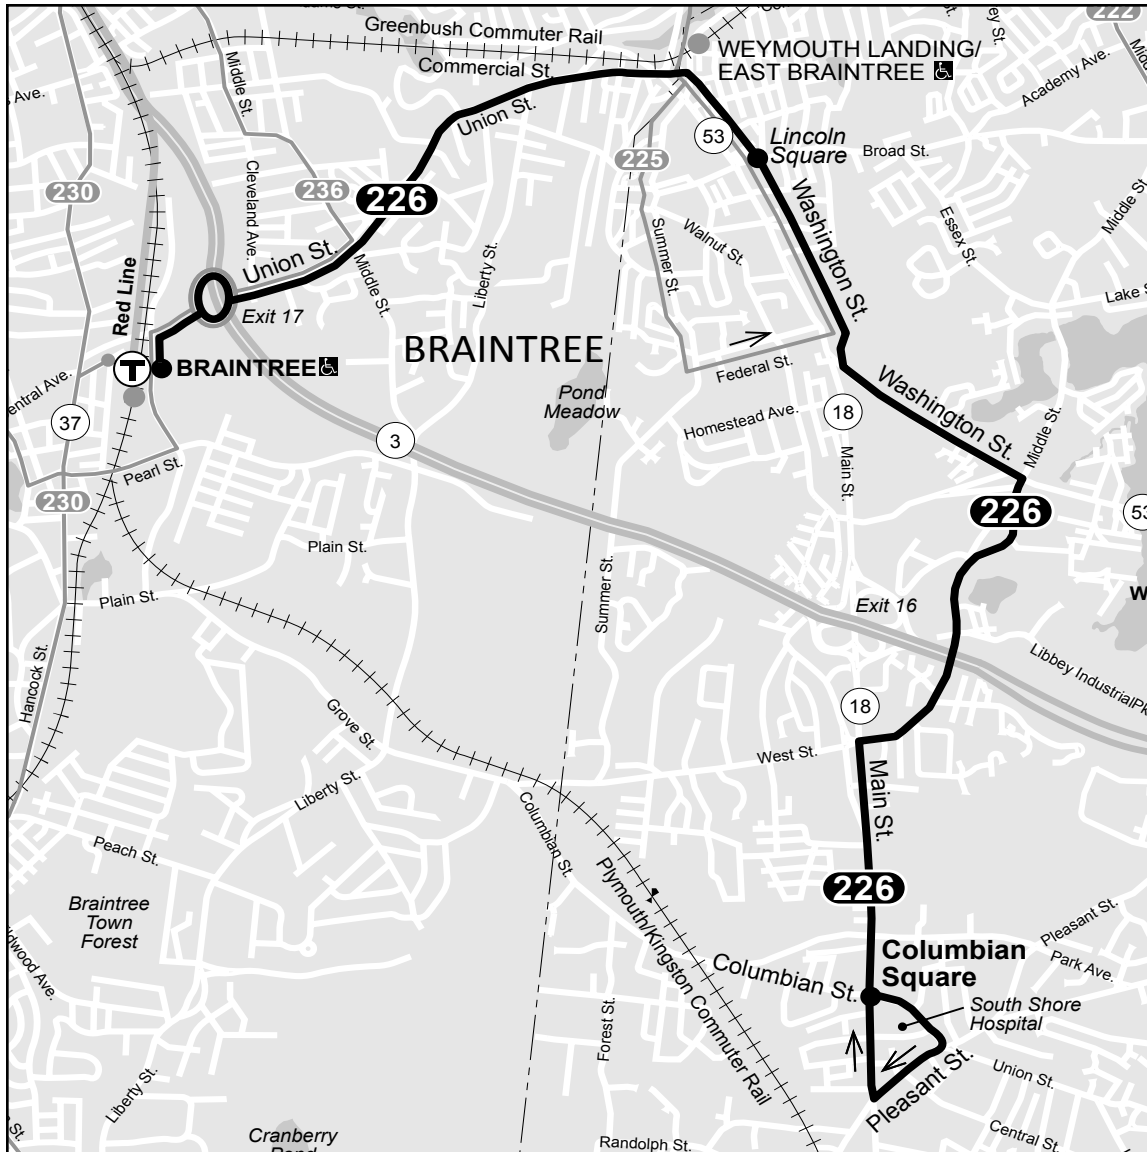 222
Greenbush Commuter Rail
WEYMOUTH LANDING/
EAST BRAINTREE
Commercial St.
Academy Ave.
Middle St.
Union St.
53
Lincoln
Square
Broad St.
225
230
236
226
Cleveland Ave.
Washington St.
Walnut St.
Summer St.
Essex St.
Middle St.
Union St.
Middle St.
Liberty St.
Red Line
Exit 17
T
BRAINTREE
BRAINTREE
Federal St.
Washington St.
Pond
Meadow
Homestead Ave.
18
37
3
Main St.
Middle St.
Pearl St.
230
226
53
Plain St.
Plain St.
Summer St.
Exit 16
Hancock St.
Libbey Industrial
18
Grove St.
West St.
Main St.
Liberty St.
Columbian St.
Peach St.
Plymouth/Kingston Commuter Rail
226
Braintree
Town
Forest
Pleasant St.
Columbian
Square
Park Ave.
Columbian St.
South Shore
Hospital
Forest St.
Pleasant St.
Union St.
Liberty St.
Central St.
Cranberry
Randolph St.